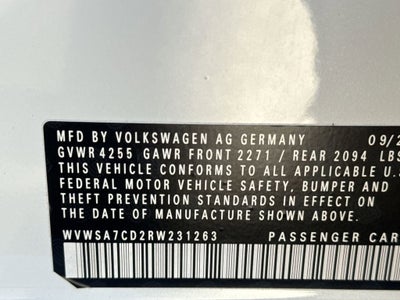 MFD BY VOLKSWAGEN AG GERMANY 09/2
GVWR 4255 GAWR FRONT 2271 / REAR 2094 LBS
THIS VEHICLE CONFORMS TO ALL APPLICABLE U.S
FEDERAL MOTOR VEHICLE SAFETY, BUMPER AND
THEFT PREVENTION STANDARDS IN EFFECT ON
THE DATE OF MANUFACTURE SHOWN ABOVE
WVWSA7CD2RW231263 PASSENGER CAR